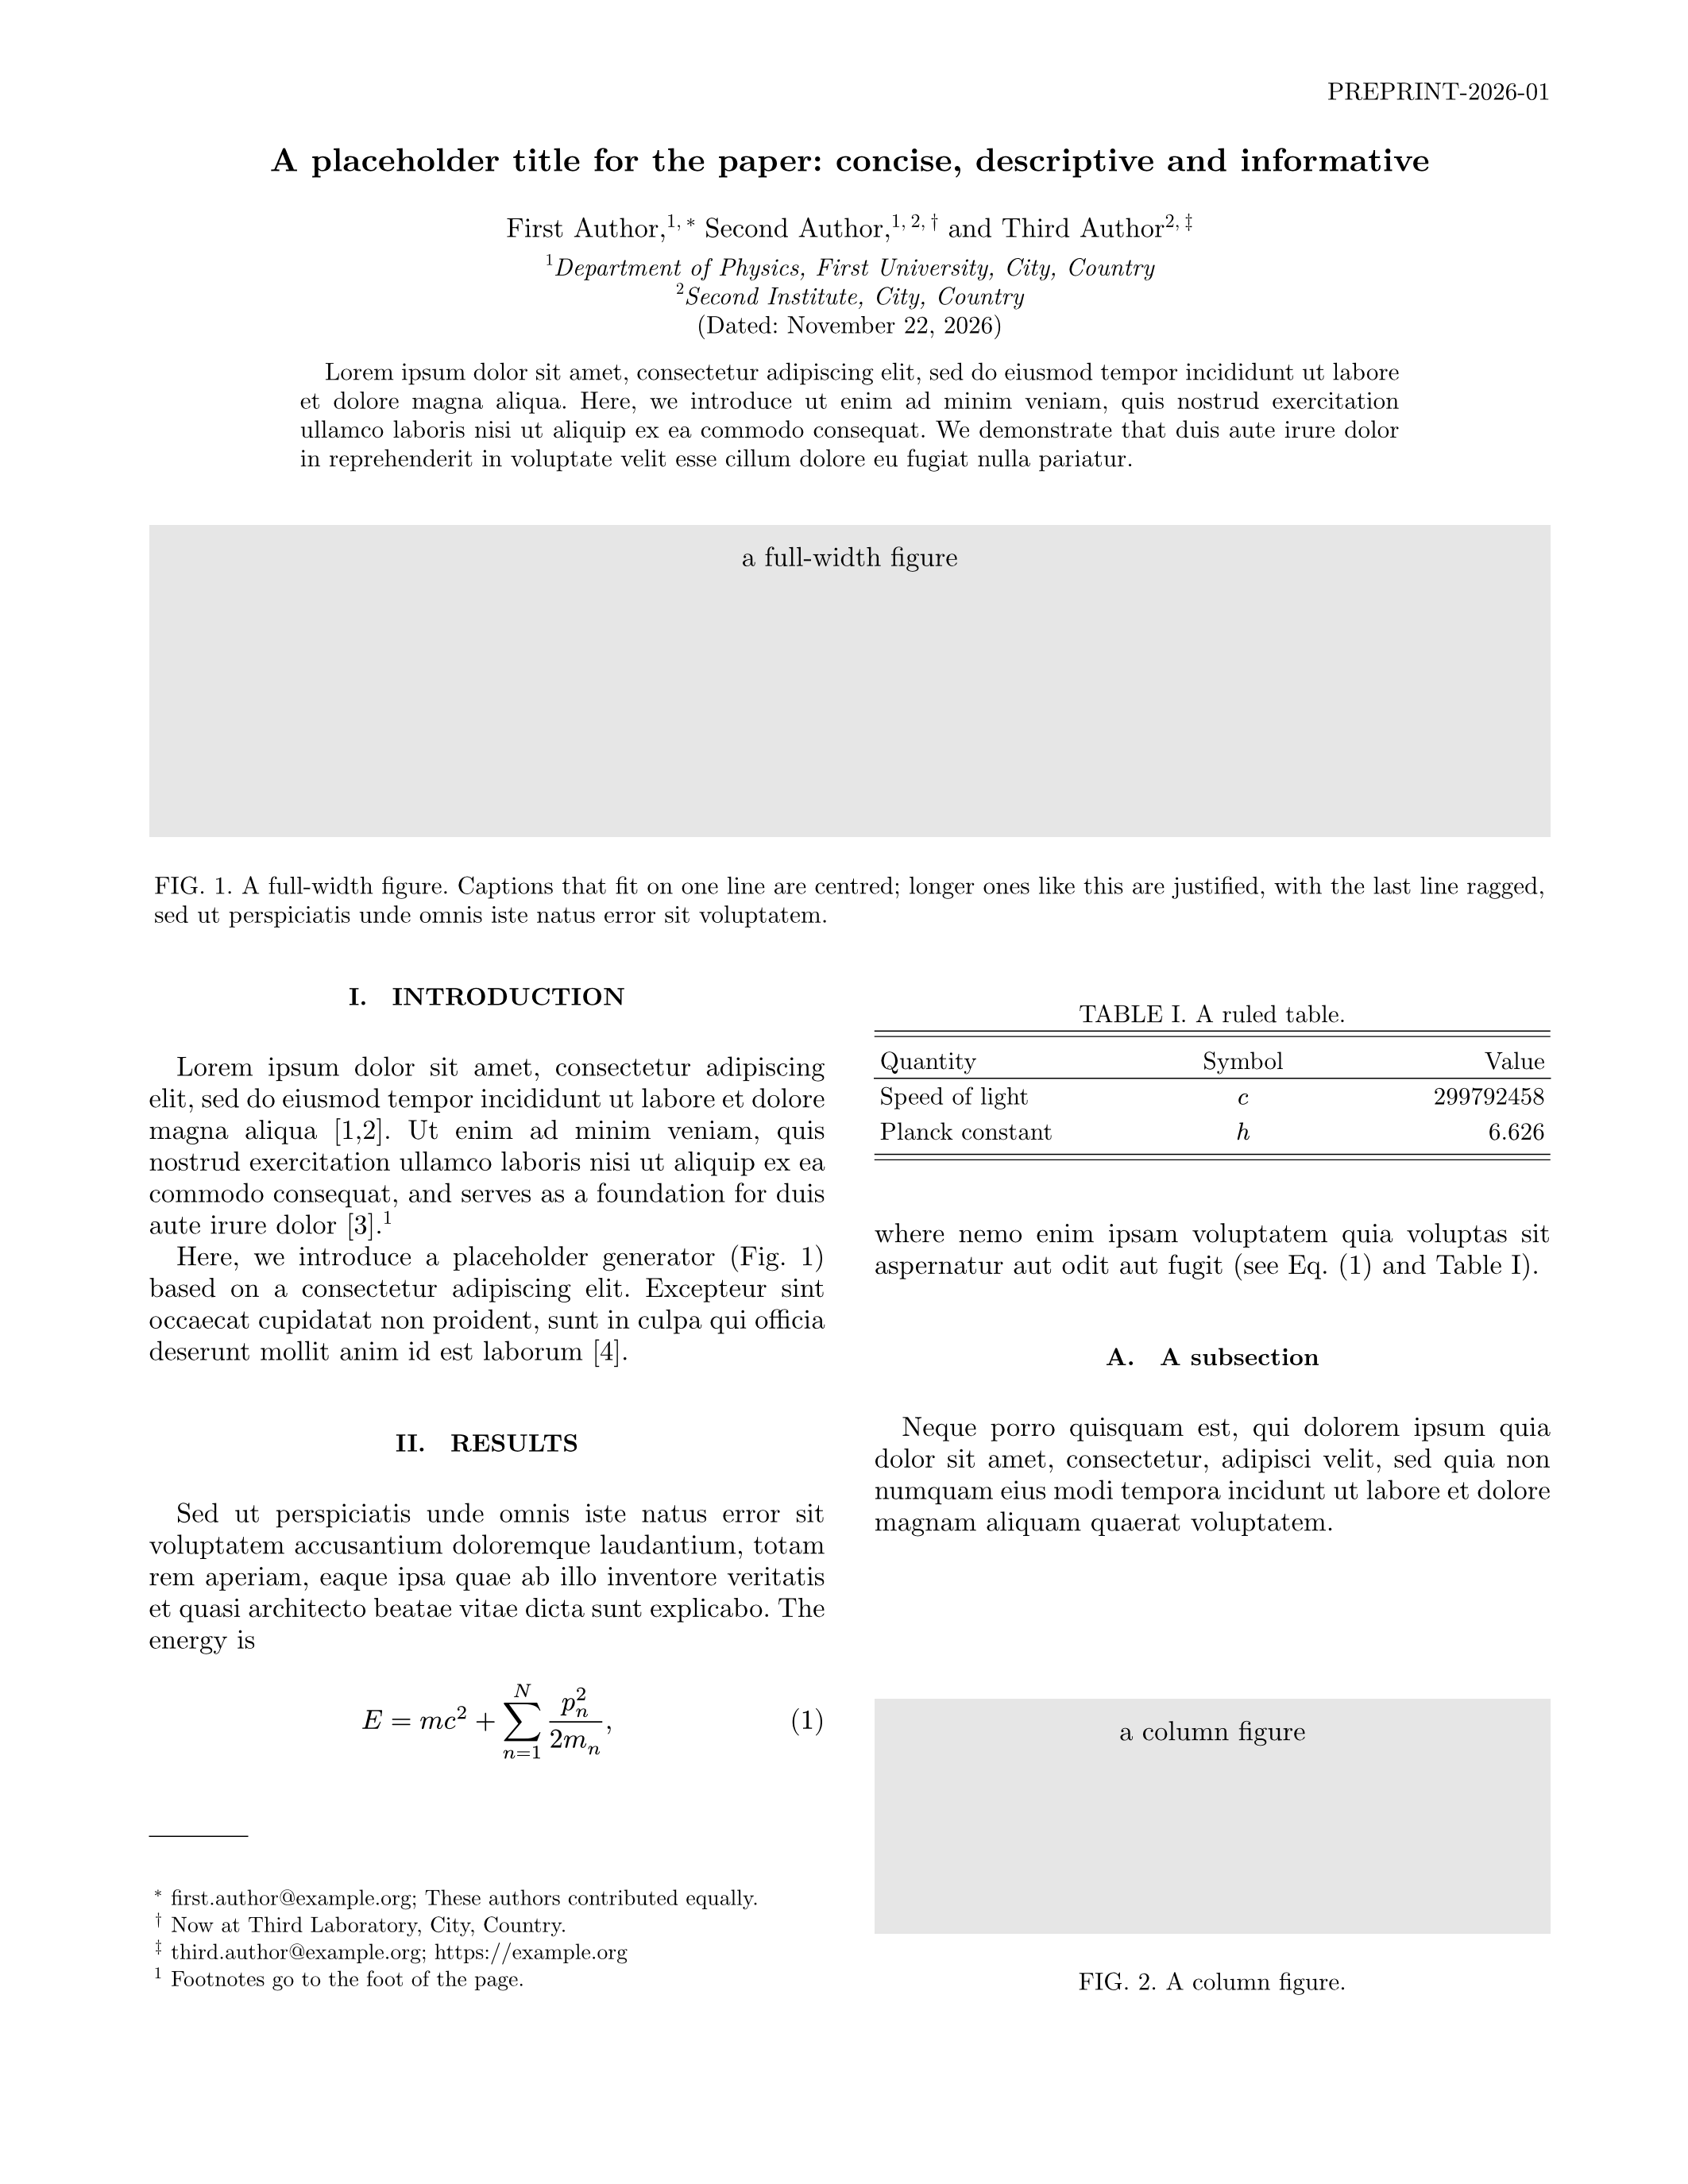 PREPRINT-2026-01
A placeholder title for the paper: concise, descriptive and informative
First Author,1, * Second Author,1, 2, † and Third Author2, ‡
1Department of Physics, First University, City, Country
2Second Institute, City, Country
(Dated: November 22, 2026)
Lorem ipsum dolor sit amet, consectetur adipiscing elit, sed do eiusmod tempor incididunt ut labore
et dolore magna aliqua. Here, we introduce ut enim ad minim veniam, quis nostrud exercitation
ullamco laboris nisi ut aliquip ex ea commodo consequat. We demonstrate that duis aute irure dolor
in reprehenderit in voluptate velit esse cillum dolore eu fugiat nulla pariatur.
a full-width figure
FIG. 1. A full-width figure. Captions that fit on one line are centred; longer ones like this are justified, with the last line ragged,
sed ut perspiciatis unde omnis iste natus error sit voluptatem.
I. INTRODUCTION
Lorem ipsum dolor sit amet, consectetur adipiscing
elit, sed do eiusmod tempor incididunt ut labore et dolore
magna aliqua [1,2]. Ut enim ad minim veniam, quis
nostrud exercitation ullamco laboris nisi ut aliquip ex ea
commodo consequat, and serves as a foundation for duis
aute irure dolor [3].1
Here, we introduce a placeholder generator (Fig. 1)
based on a consectetur adipiscing elit. Excepteur sint
occaecat cupidatat non proident, sunt in culpa qui officia
deserunt mollit anim id est laborum [4].
II. RESULTS
Sed ut perspiciatis unde omnis iste natus error sit
voluptatem accusantium doloremque laudantium, totam
rem aperiam, eaque ipsa quae ab illo inventore veritatis
et quasi architecto beatae vitae dicta sunt explicabo. The
energy is
E = mc² + ∑_{n=1}^{N} p_n²/2m_n, (1)
* first.author@example.org; These authors contributed equally.
† Now at Third Laboratory, City, Country.
‡ third.author@example.org; https://example.org
1 Footnotes go to the foot of the page.
TABLE I. A ruled table.
Quantity Symbol Value
Speed of light c 299792458
Planck constant h 6.626
where nemo enim ipsam voluptatem quia voluptas sit
aspernatur aut odit aut fugit (see Eq. (1) and Table I).
A. A subsection
Neque porro quisquam est, qui dolorem ipsum quia
dolor sit amet, consectetur, adipisci velit, sed quia non
numquam eius modi tempora incidunt ut labore et dolore
magnam aliquam quaerat voluptatem.
a column figure
FIG. 2. A column figure.